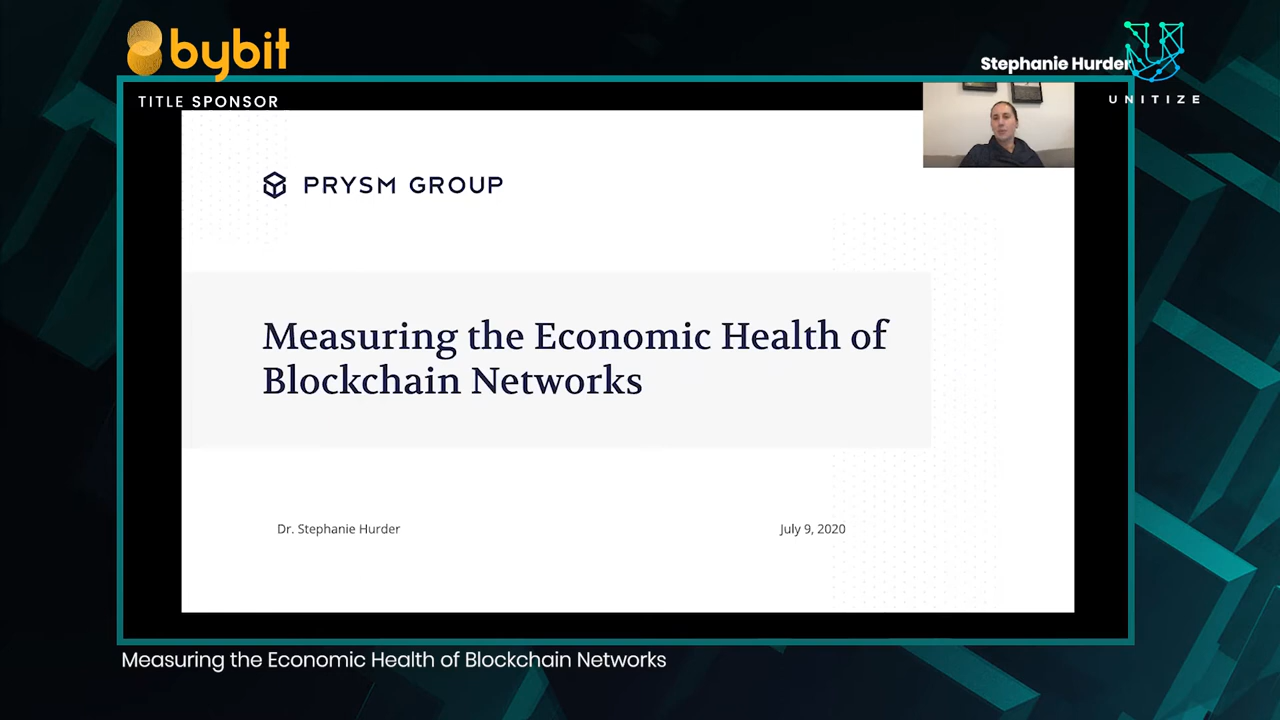 bybit
Stephanie Hurder
TITLE SPONSOR
UNITIZE
PRYSM GROUP
Measuring the Economic Health of
Blockchain Networks
Dr. Stephanie Hurder
July 9, 2020
Measuring the Economic Health of Blockchain Networks